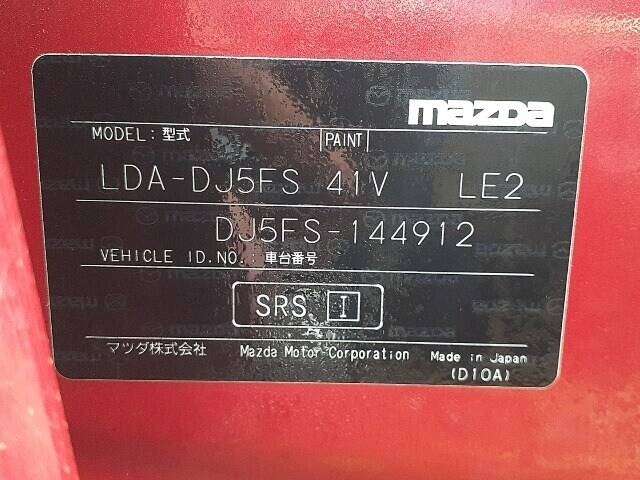 mazda
MODEL: 型式 PAINT
LDA-DJ5FS 41V LE2
DJ5FS-144912
VEHICLE ID.NO. : 車台番号
SRS I
マツダ株式会社 Mazda Motor Corporation Made in Japan
(D10A)